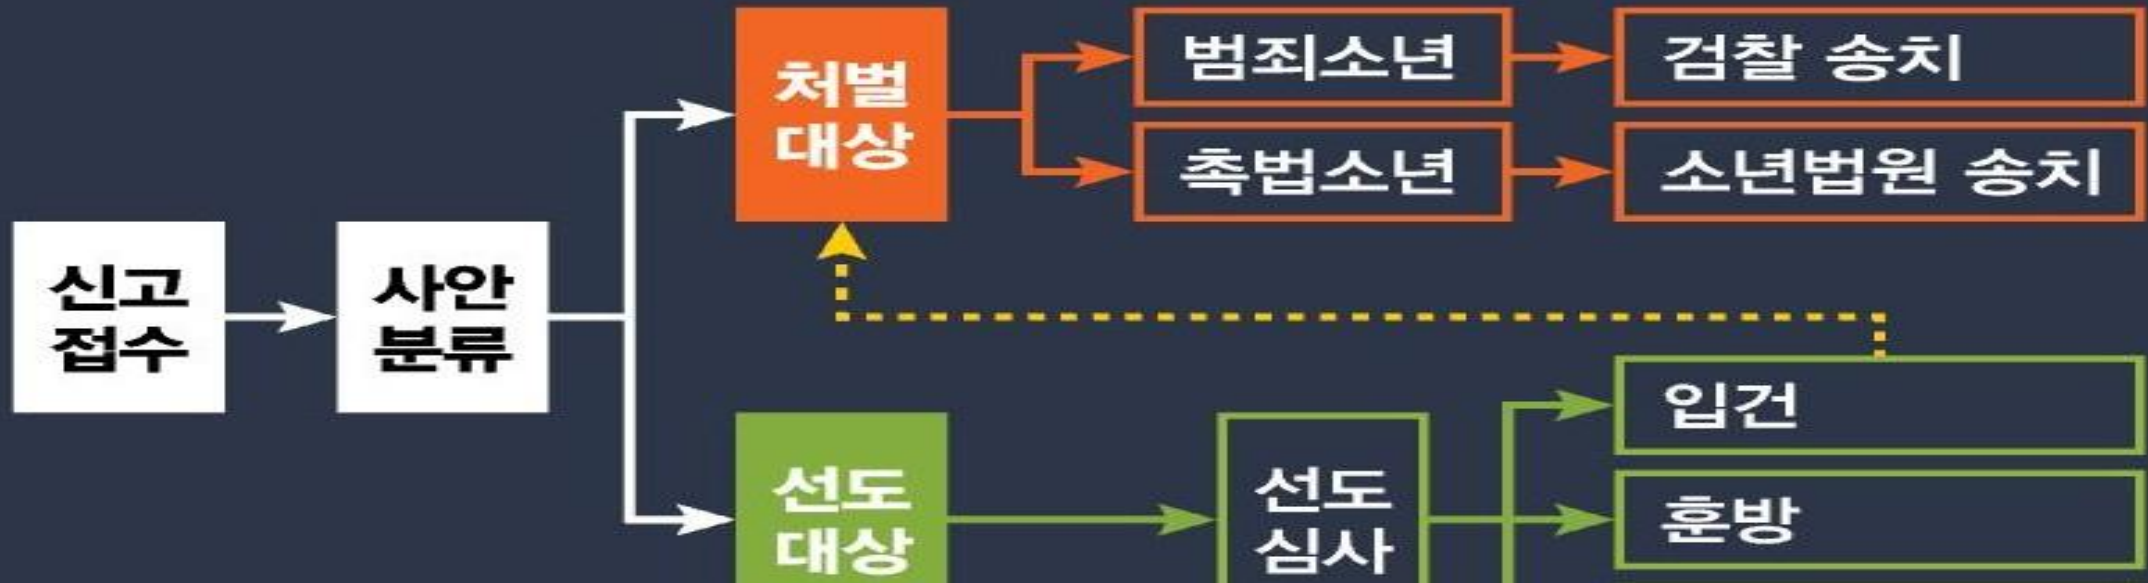 신고
접수
사안
분류
처벌
대상
범죄소년
검찰 송치
촉법소년
소년법원 송치
선도
대상
선도
심사
입건
훈방